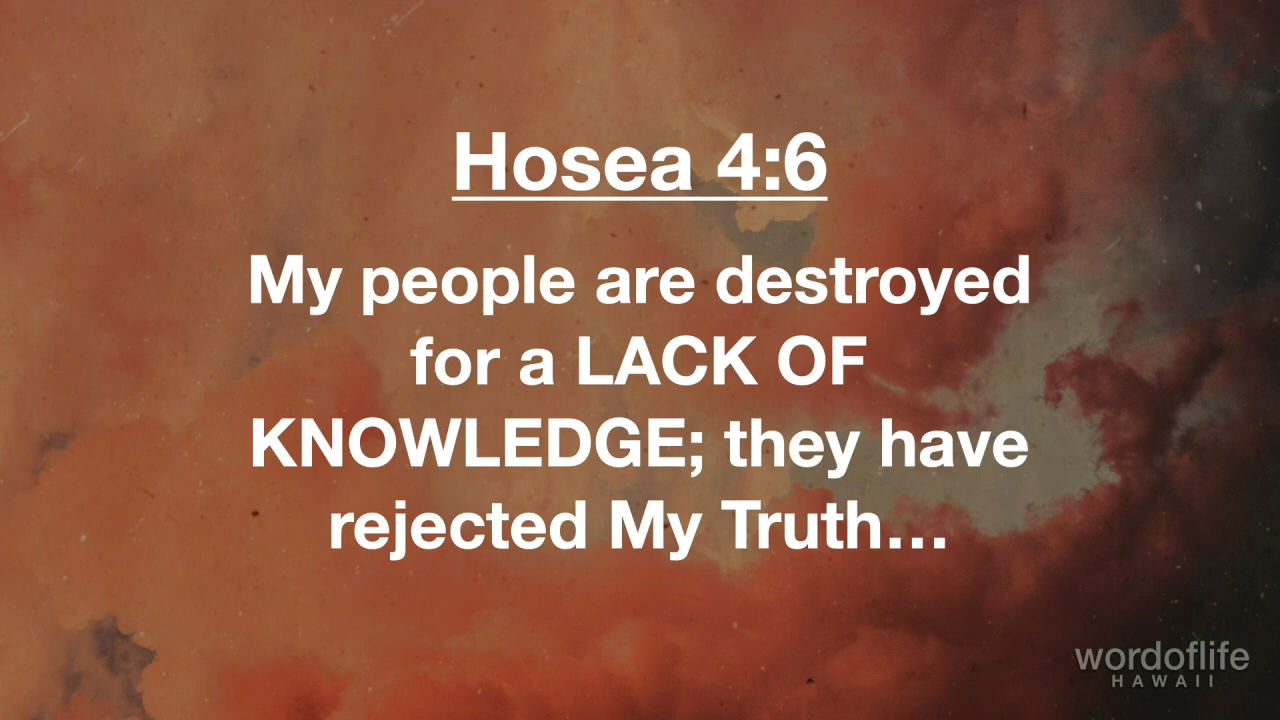 Hosea 4:6
My people are destroyed
for a LACK OF
KNOWLEDGE; they have
rejected My Truth...
wordoflife
HAWAII